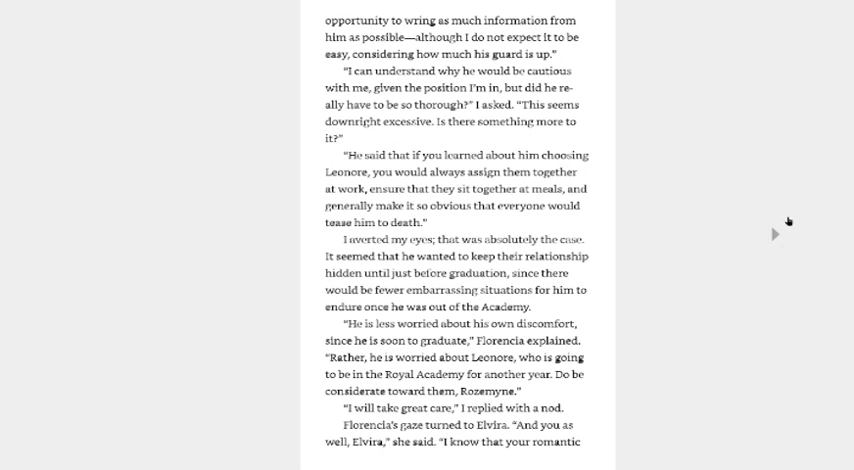 opportunity to wring as much information from
him as possible—although I do not expect it to be
easy, considering how much his guard is up."
"I can understand why he would be cautious
with me, given the position I'm in, but did he re-
ally have to be so thorough?" I asked. "This seems
downright excessive. Is there something more to
it?"
"He said that if you learned about him choosing
Leonore, you would always assign them together
at work, ensure that they sit together at meals, and
generally make it so obvious that everyone would
tease him to death."
I averted my eyes; that was absolutely the case.
It seemed that he wanted to keep their relationship
hidden until just before graduation, since there
would be fewer embarrassing situations for him to
endure once he was out of the Academy.
"He is less worried about his own discomfort,
since he is soon to graduate," Florencia explained.
"Rather, he is worried about Leonore, who is going
to be in the Royal Academy for another year. Do be
considerate toward them, Rozemyne."
"I will take great care," I replied with a nod.
Florencia's gaze turned to Elvira. "And you as
well, Elvira," she said. "I know that your romantic